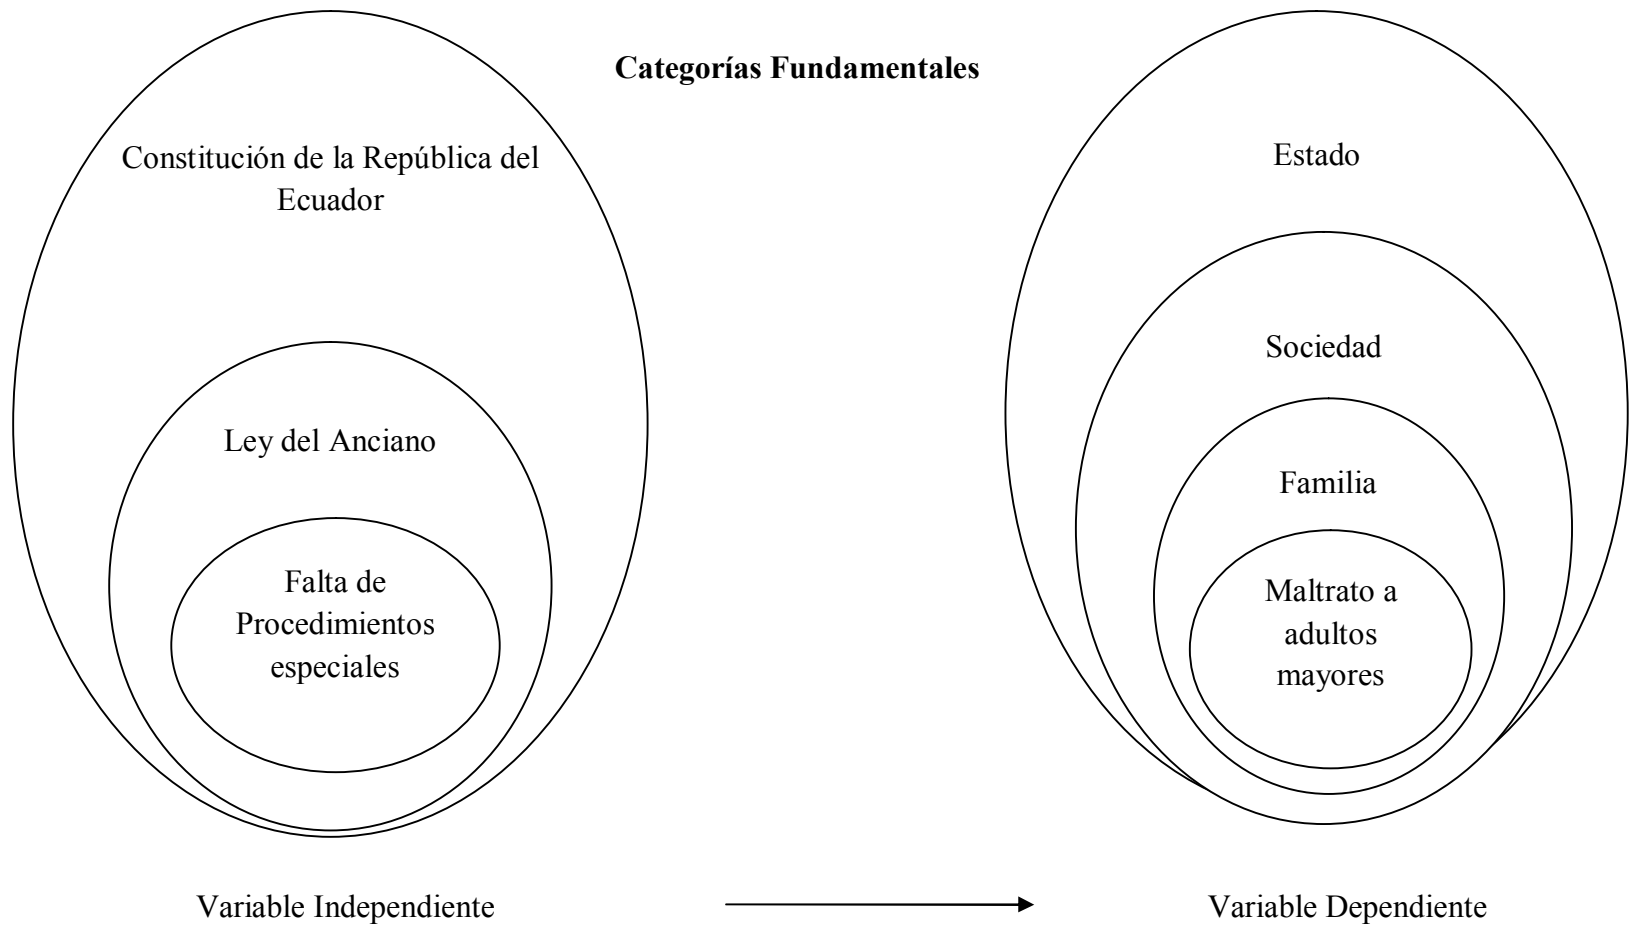 Categorías Fundamentales
Constitución de la República del
Ecuador
Ley del Anciano
Falta de
Procedimientos
especiales
Estado
Sociedad
Familia
Maltrato a
adultos
mayores
Variable Independiente
Variable Dependiente